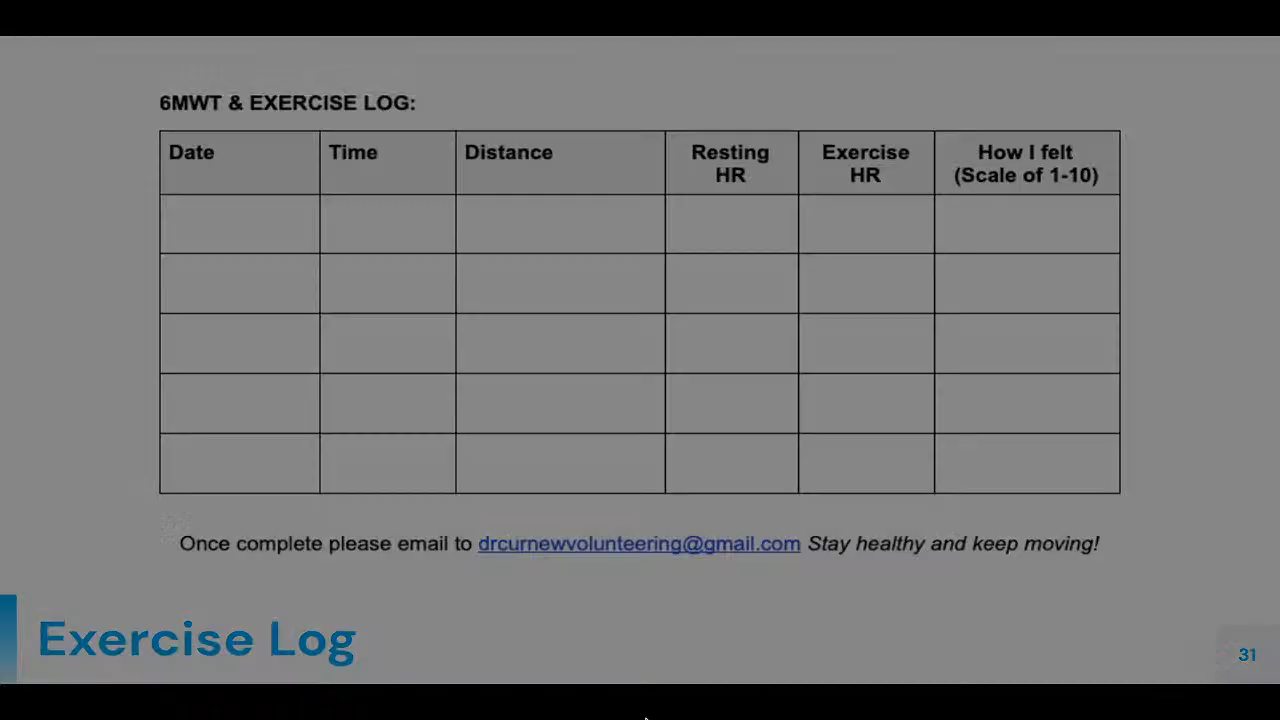 6MWT & EXERCISE LOG:
Date Time Distance Resting HR Exercise HR How I felt (Scale of 1-10)
Once complete please email to drcurnewvolunteering@gmail.com Stay healthy and keep moving!
Exercise Log
31